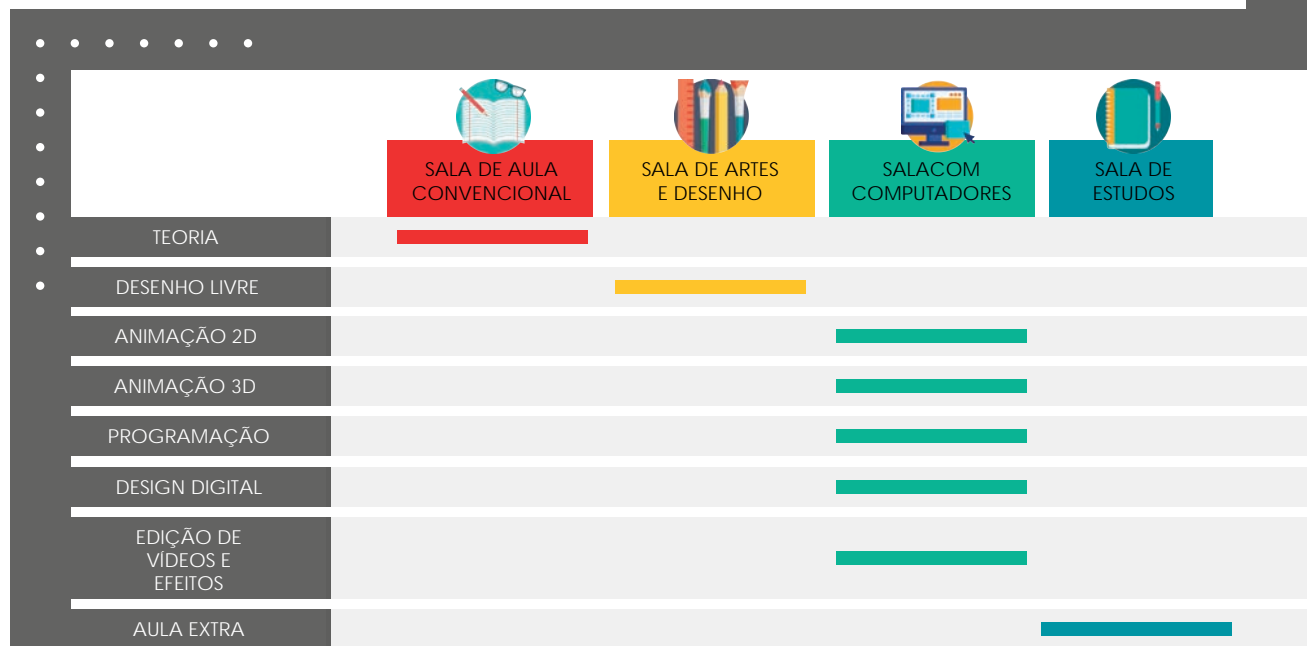 SALA DE AULA
CONVENCIONAL
SALA DE ARTES
E DESENHO
SALACOM
COMPUTADORES
SALA DE
ESTUDOS
TEORIA
DESENHO LIVRE
ANIMAÇÃO 2D
ANIMAÇÃO 3D
PROGRAMAÇÃO
DESIGN DIGITAL
EDIÇÃO DE
VÍDEOS E
EFEITOS
AULA EXTRA